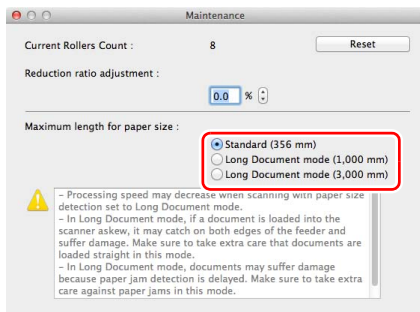 Maintenance
Current Rollers Count : 8 Reset
Reduction ratio adjustment :
0.0 %
Maximum length for paper size :
Standard (356 mm)
Long Document mode (1,000 mm)
Long Document mode (3,000 mm)
– Processing speed may decrease when scanning with paper size
detection set to Long Document mode.
– In Long Document mode, if a document is loaded into the
scanner askew, it may catch on both edges of the feeder and
suffer damage. Make sure to take extra care that documents are
loaded straight in this mode.
– In Long Document mode, documents may suffer damage
because paper jam detection is delayed. Make sure to take extra
care against paper jams in this mode.